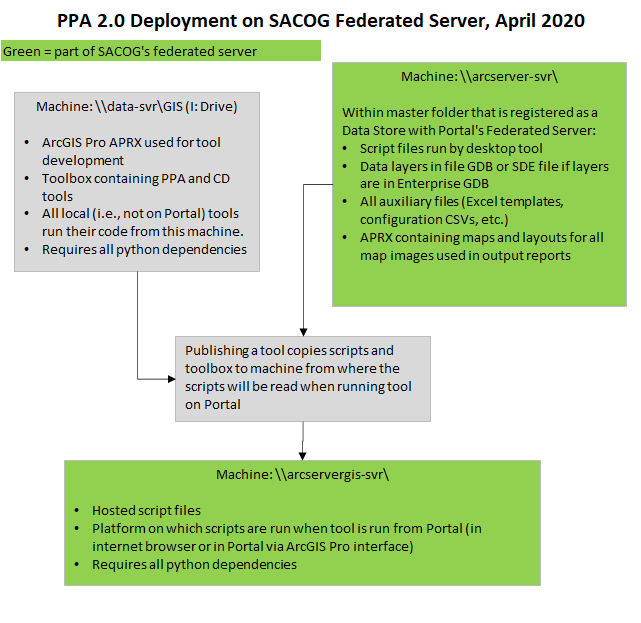 PPA 2.0 Deployment on SACOG Federated Server, April 2020
Green = part of SACOG's federated server
Machine: \\data-svr\GIS (I: Drive)
• ArcGIS Pro APRX used for tool
development
• Toolbox containing PPA and CD
tools
• All local (i.e., not on Portal) tools
run their code from this machine.
• Requires all python dependencies
Machine: \\arcserver-svr\
Within master folder that is registered as a
Data Store with Portal's Federated Server:
• Script files run by desktop tool
• Data layers in file GDB or SDE file if layers
are in Enterprise GDB
• All auxiliary files (Excel templates,
configuration CSVs, etc.)
• APRX containing maps and layouts for all
map images used in output reports
Publishing a tool copies scripts and
toolbox to machine from where the
scripts will be read when running tool
on Portal
Machine: \\arcservergis-svr\
• Hosted script files
• Platform on which scripts are run when tool is run from Portal (in
internet browser or in Portal via ArcGIS Pro interface)
• Requires all python dependencies